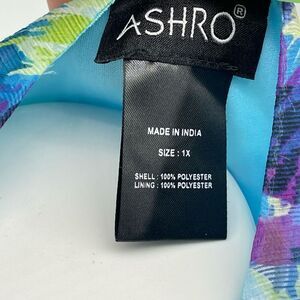 ASHRO®
MADE IN INDIA
SIZE : 1X
SHELL : 100% POLYESTER
LINING : 100% POLYESTER